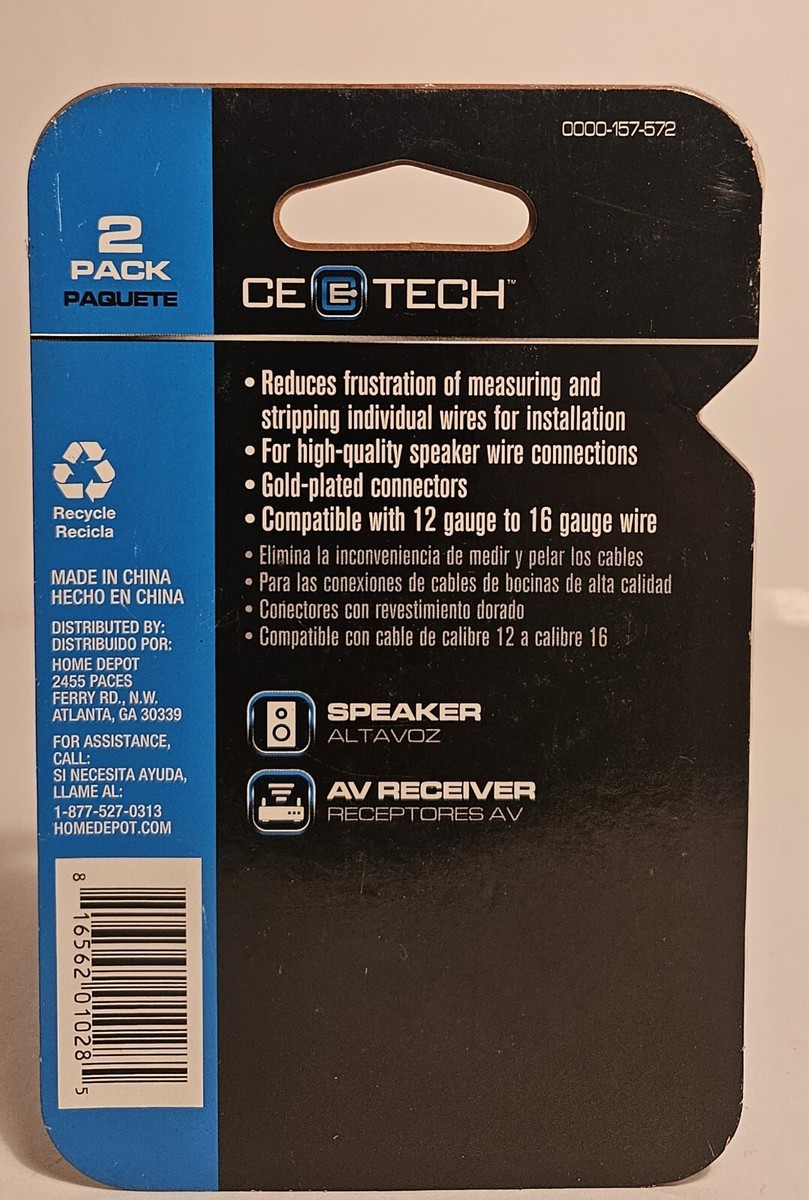 0000-157-572
2
PACK
PAQUETE
CE TECH™
• Reduces frustration of measuring and
stripping individual wires for installation
• For high-quality speaker wire connections
• Gold-plated connectors
• Compatible with 12 gauge to 16 gauge wire
• Elimina la inconveniencia de medir y pelar los cables
• Para las conexiones de cables de bocinas de alta calidad
• Conectores con revestimiento dorado
• Compatible con cable de calibre 12 a calibre 16
SPEAKER
ALTAVOZ
AV RECEIVER
RECEPTORES AV
Recycle
Recicla
MADE IN CHINA
HECHO EN CHINA
DISTRIBUTED BY:
DISTRIBUIDO POR:
HOME DEPOT
2455 PACES
FERRY RD., N.W.
ATLANTA, GA 30339
FOR ASSISTANCE,
CALL:
SI NECESITA AYUDA,
LLAME AL:
1-877-527-0313
HOMEDEPOT.COM
8 16562 01028 5